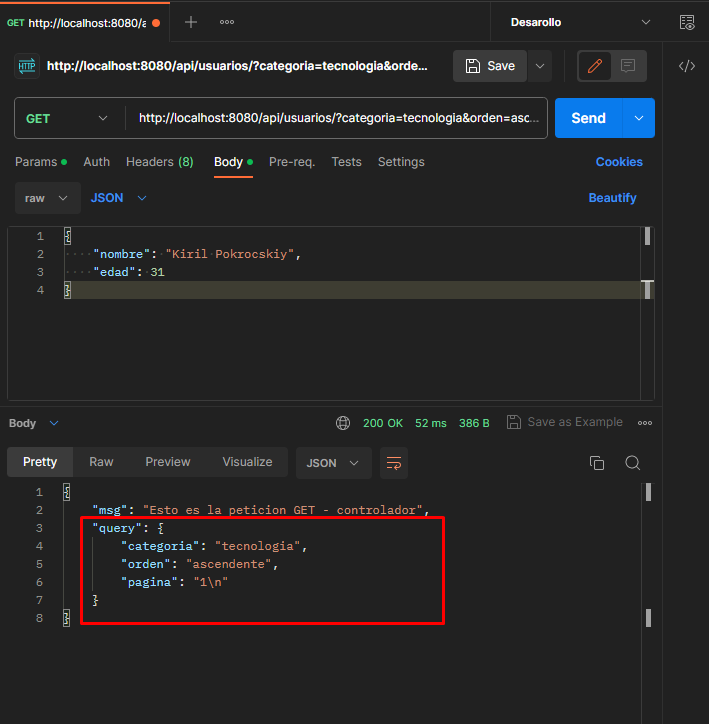 GET http://localhost:8080/a
Desarollo
HTTP http://localhost:8080/api/usuarios/?categoria=tecnologia&orde...
Save
GET http://localhost:8080/api/usuarios/?categoria=tecnologia&orden=asc...
Send
Params Auth Headers (8) Body Pre-req. Tests Settings Cookies
raw JSON Beautify
1 {
2 ····"nombre": "Kiril Pokrocskiy",
3 ····"edad": 31
4 }
Body 200 OK 52 ms 386 B Save as Example
Pretty Raw Preview Visualize JSON
1 {
2 "msg": "Esto es la peticion GET - controlador",
3 "query": {
4 "categoria": "tecnologia",
5 "orden": "ascendente",
6 "pagina": "1\n"
7 }
8 }